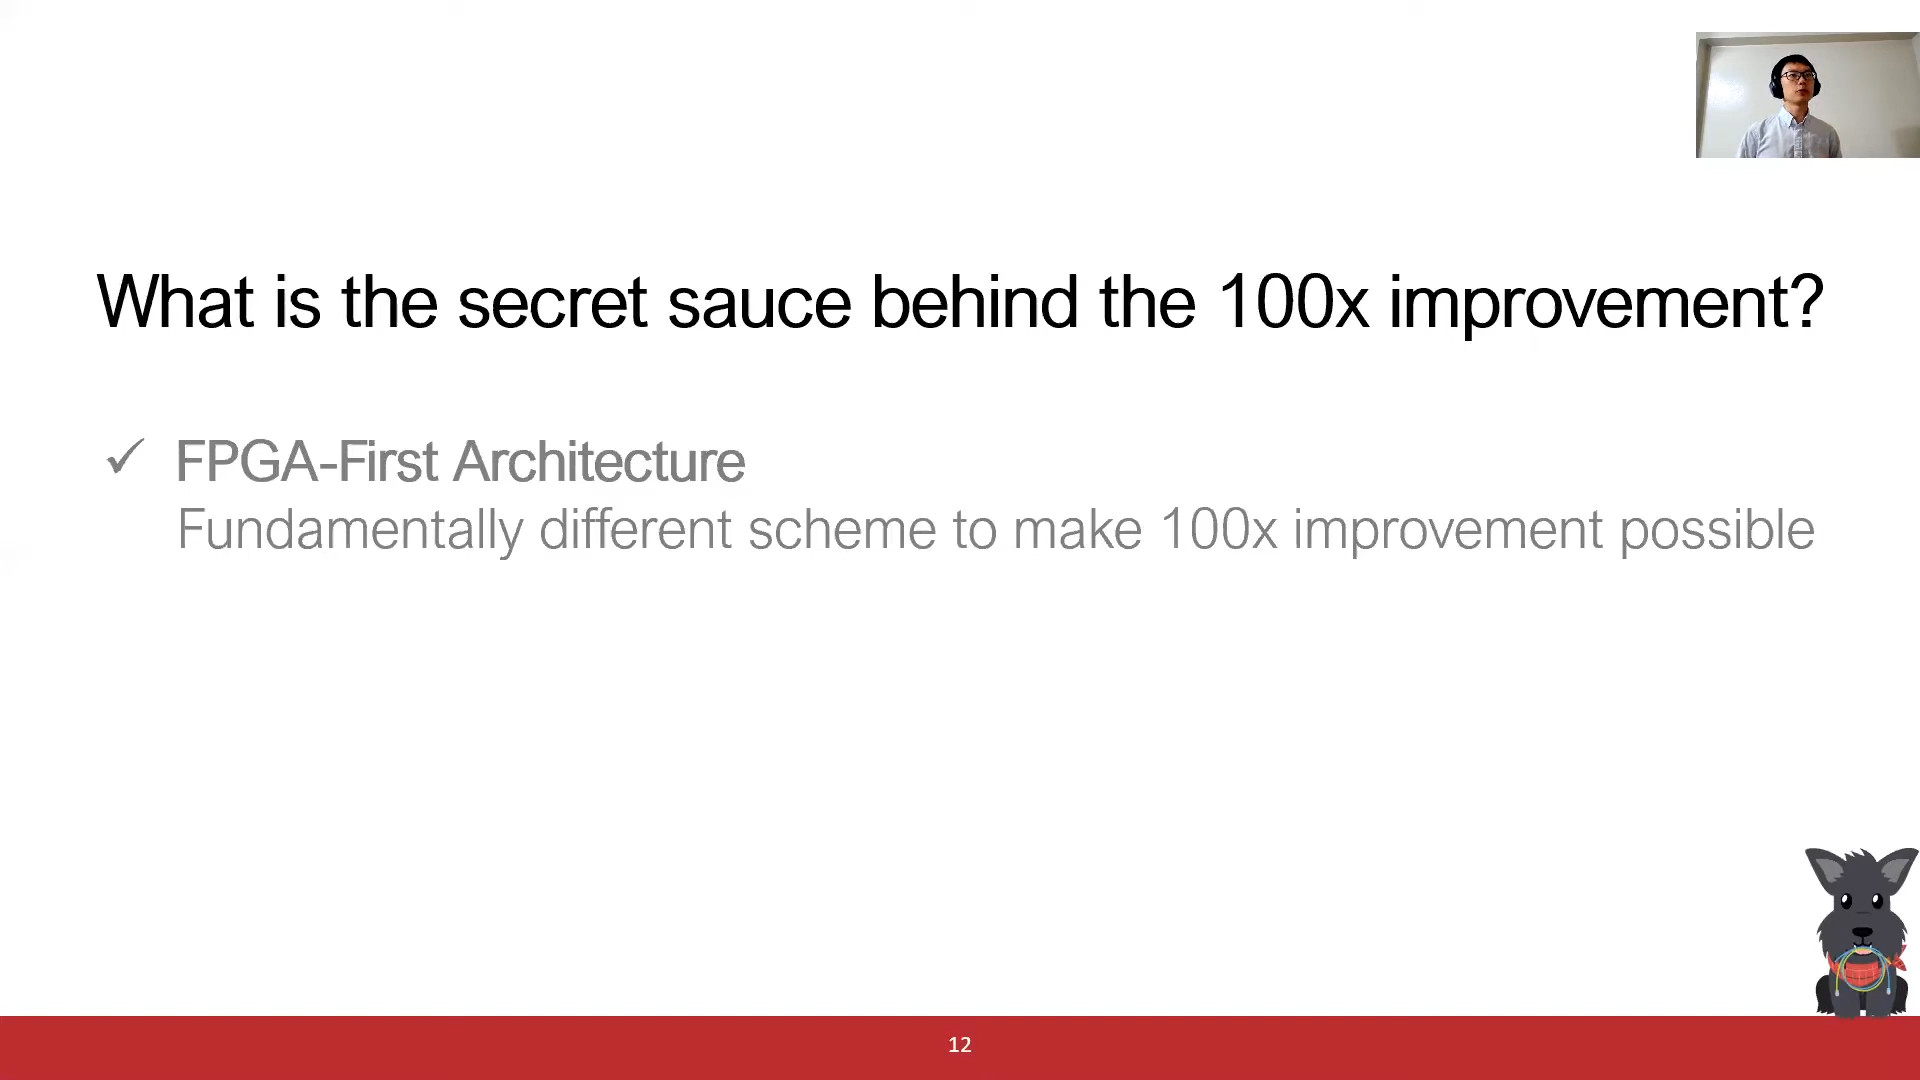 What is the secret sauce behind the 100x improvement?
✓ FPGA-First Architecture
Fundamentally different scheme to make 100x improvement possible
12